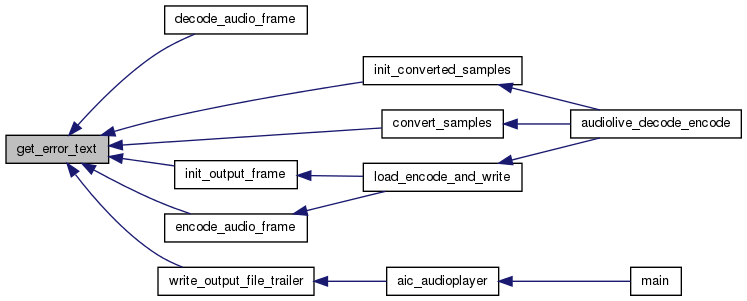 decode_audio_frame
init_converted_samples
convert_samples
audiolive_decode_encode
get_error_text
init_output_frame
load_encode_and_write
encode_audio_frame
write_output_file_trailer
aic_audioplayer
main